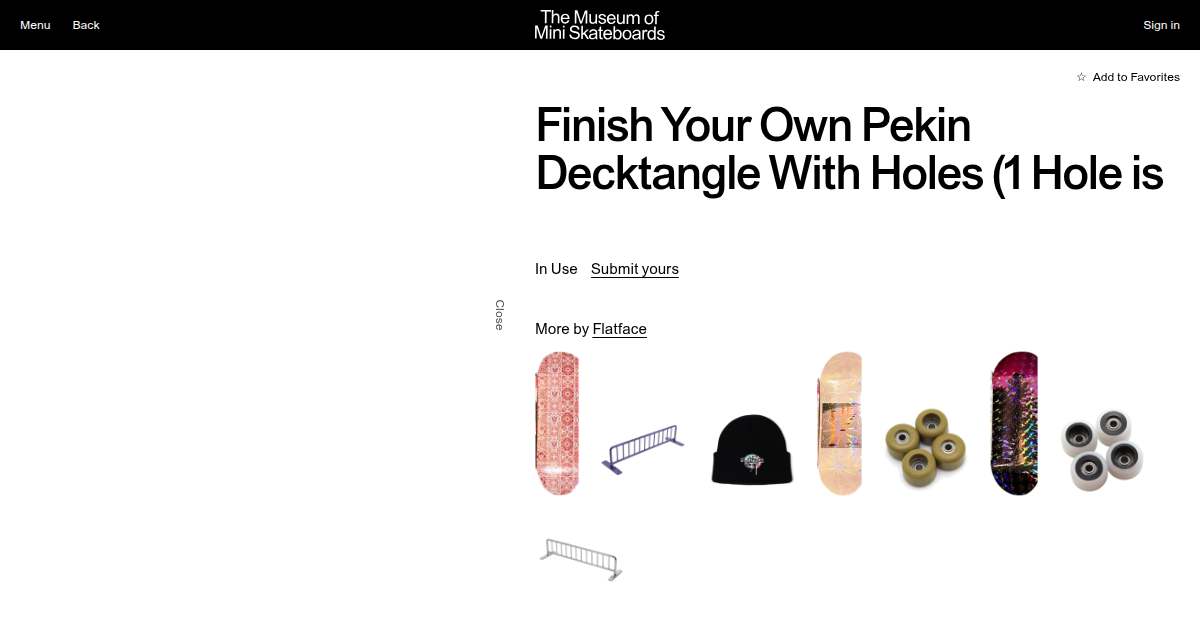 Menu
Back
The Museum of
Mini Skateboards
Sign in
☆ Add to Favorites
Finish Your Own Pekin
Decktangle With Holes (1 Hole is
In Use Submit yours
Close
More by Flatface